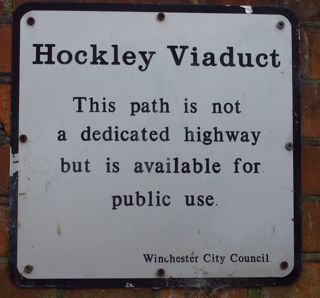 Hockley Viaduct
This path is not
a dedicated highway
but is available for
public use.
Winchester City Council